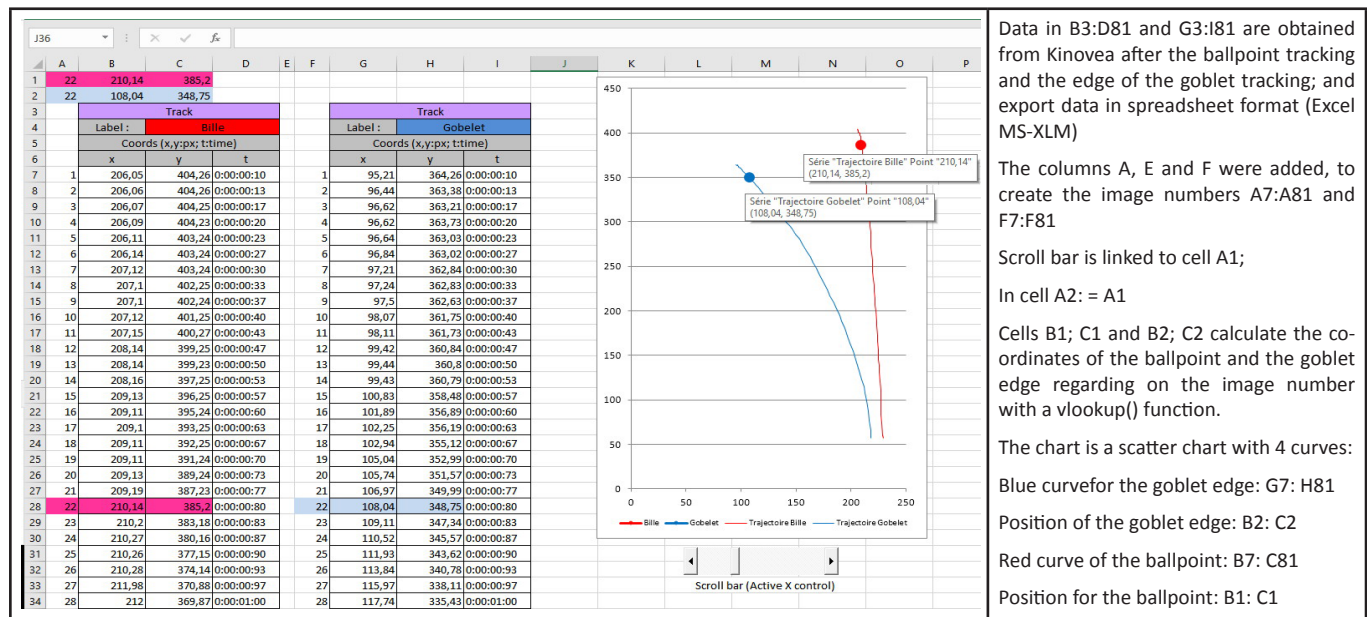 J36
A B C D E F G H I J K L M N O P
1 22 210,14 385,2
2 22 108,04 348,75
3 Track Track
4 Label : Bille Label : Gobelet
5 Coords (x,y:px; t:time) Coords (x,y:px; t:time)
6 x y t x y t
7 1 206,05 404,26 0:00:00:10 1 95,21 364,26 0:00:00:10
8 2 206,06 404,26 0:00:00:13 2 96,44 363,38 0:00:00:13
9 3 206,07 404,25 0:00:00:17 3 96,62 363,21 0:00:00:17
10 4 206,09 404,23 0:00:00:20 4 96,62 363,73 0:00:00:20
11 5 206,11 403,24 0:00:00:23 5 96,64 363,03 0:00:00:23
12 6 206,14 403,24 0:00:00:27 6 96,84 363,02 0:00:00:27
13 7 207,12 403,24 0:00:00:30 7 97,21 362,84 0:00:00:30
14 8 207,1 402,25 0:00:00:33 8 97,24 362,83 0:00:00:33
15 9 207,1 402,24 0:00:00:37 9 97,5 362,63 0:00:00:37
16 10 207,12 401,25 0:00:00:40 10 98,07 361,75 0:00:00:40
17 11 207,15 400,27 0:00:00:43 11 98,11 361,73 0:00:00:43
18 12 208,14 399,25 0:00:00:47 12 99,42 360,84 0:00:00:47
19 13 208,14 399,23 0:00:00:50 13 99,44 360,8 0:00:00:50
20 14 208,16 397,25 0:00:00:53 14 99,43 360,79 0:00:00:53
21 15 209,13 396,25 0:00:00:57 15 100,83 358,48 0:00:00:57
22 16 209,11 395,24 0:00:00:60 16 101,89 356,89 0:00:00:60
23 17 209,1 393,25 0:00:00:63 17 102,25 356,19 0:00:00:63
24 18 209,11 392,25 0:00:00:67 18 102,94 355,12 0:00:00:67
25 19 209,11 391,24 0:00:00:70 19 105,04 352,99 0:00:00:70
26 20 209,13 389,24 0:00:00:73 20 105,74 351,57 0:00:00:73
27 21 209,19 387,23 0:00:00:77 21 106,97 349,99 0:00:00:77
28 22 210,14 385,2 0:00:00:80 22 108,04 348,75 0:00:00:80
29 23 210,2 383,18 0:00:00:83 23 109,11 347,34 0:00:00:83
30 24 210,27 380,16 0:00:00:87 24 110,52 345,57 0:00:00:87
31 25 210,26 377,15 0:00:00:90 25 111,93 343,62 0:00:00:90
32 26 210,28 374,14 0:00:00:93 26 113,84 340,78 0:00:00:93
33 27 211,98 370,88 0:00:00:97 27 115,97 338,11 0:00:00:97
34 28 212 369,87 0:00:01:00 28 117,74 335,43 0:00:01:00
450
400
350
300
250
200
150
100
50
0
0 50 100 150 200 250
Série "Trajectoire Bille" Point "210,14"
(210,14, 385,2)
Série "Trajectoire Gobelet" Point "108,04"
(108,04, 348,75)
Bille Gobelet Trajectoire Bille Trajectoire Gobelet
Scroll bar (Active X control)
Data in B3:D81 and G3:I81 are obtained
from Kinovea after the ballpoint tracking
and the edge of the goblet tracking; and
export data in spreadsheet format (Excel
MS-XLM)
The columns A, E and F were added, to
create the image numbers A7:A81 and
F7:F81
Scroll bar is linked to cell A1;
In cell A2: = A1
Cells B1; C1 and B2; C2 calculate the co-
ordinates of the ballpoint and the goblet
edge regarding on the image number
with a vlookup() function.
The chart is a scatter chart with 4 curves:
Blue curvefor the goblet edge: G7: H81
Position of the goblet edge: B2: C2
Red curve of the ballpoint: B7: C81
Position for the ballpoint: B1: C1